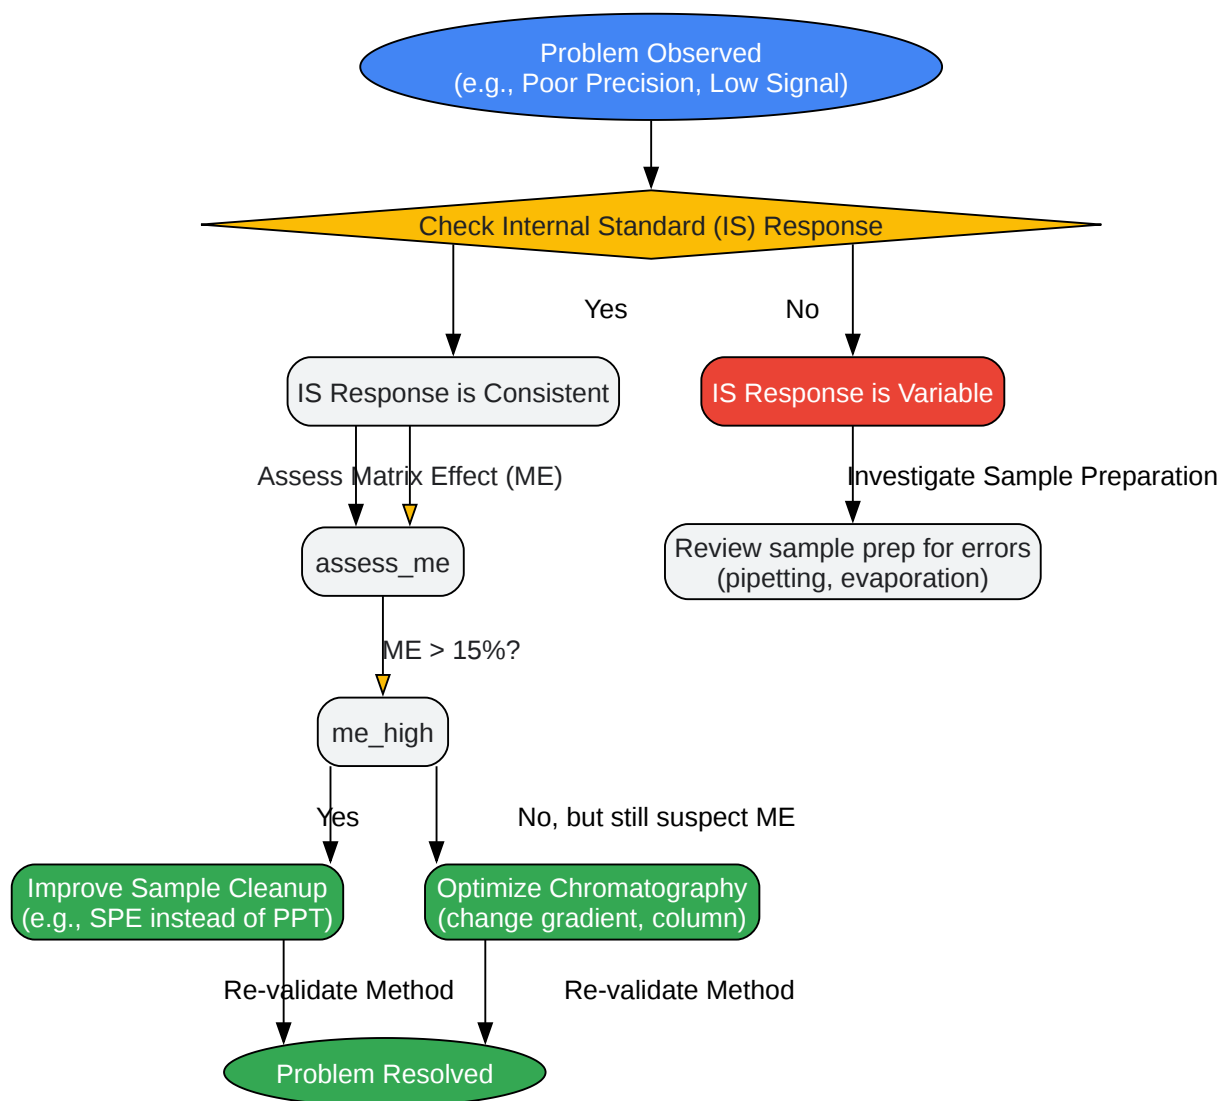 Problem Observed
(e.g., Poor Precision, Low Signal)
Check Internal Standard (IS) Response
Yes
No
IS Response is Consistent
IS Response is Variable
Assess Matrix Effect (ME)
Investigate Sample Preparation
assess_me
Review sample prep for errors
(pipetting, evaporation)
ME > 15%?
me_high
Yes
No, but still suspect ME
Improve Sample Cleanup
(e.g., SPE instead of PPT)
Optimize Chromatography
(change gradient, column)
Re-validate Method
Re-validate Method
Problem Resolved